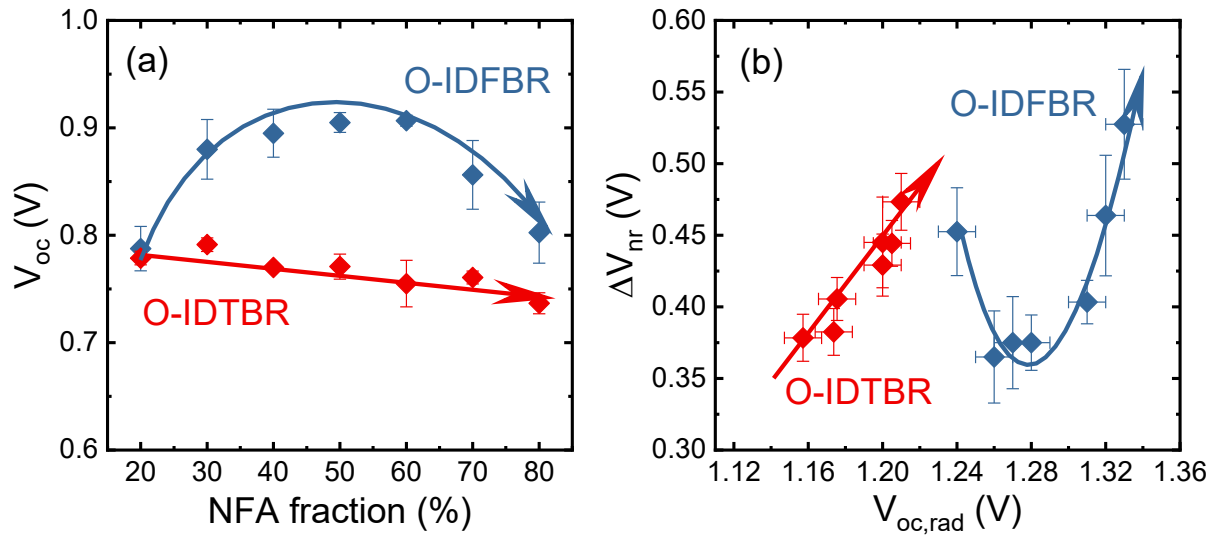 (a)
O-IDFBR
O-IDTBR
1.0
0.9
0.8
0.7
0.6
V_oc (V)
20 30 40 50 60 70 80
NFA fraction (%)
(b)
O-IDFBR
O-IDTBR
0.60
0.55
0.50
0.45
0.40
0.35
0.30
ΔV_nr (V)
1.12 1.16 1.20 1.24 1.28 1.32 1.36
V_oc,rad (V)